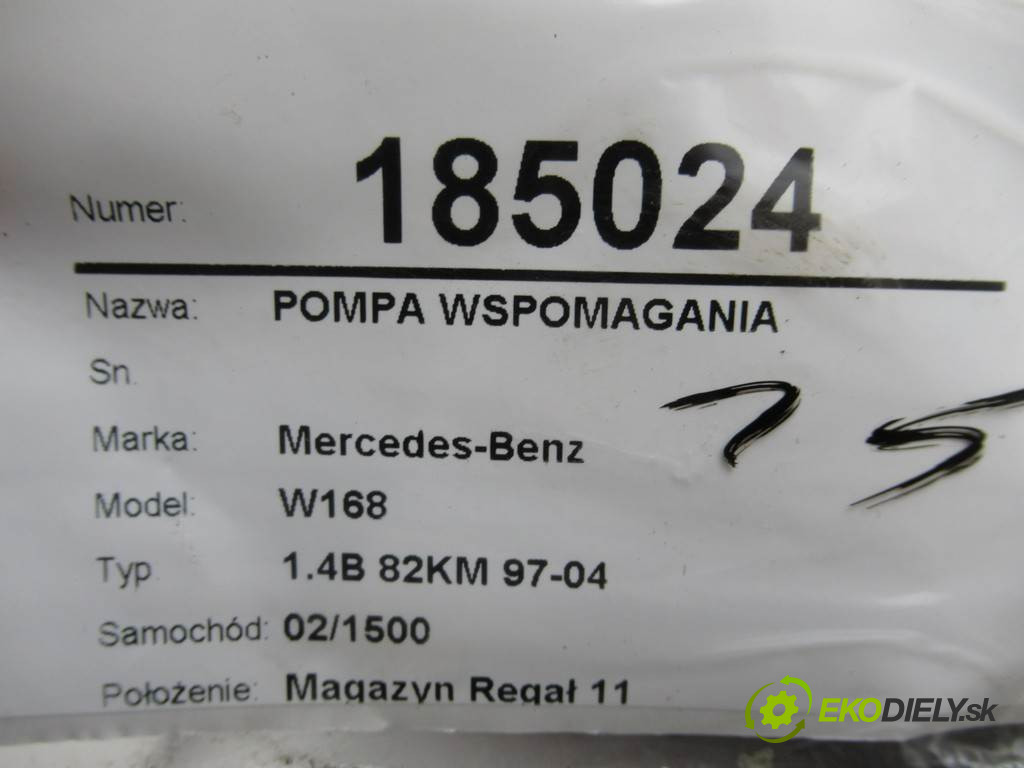 Numer: 185024
Nazwa: POMPA WSPOMAGANIA
Sn.
Marka: Mercedes-Benz
75
Model: W168
Typ 1.4B 82KM 97-04
Samochód: 02/1500
Położenie: Magazyn Regał 11
EKODIELY.sk